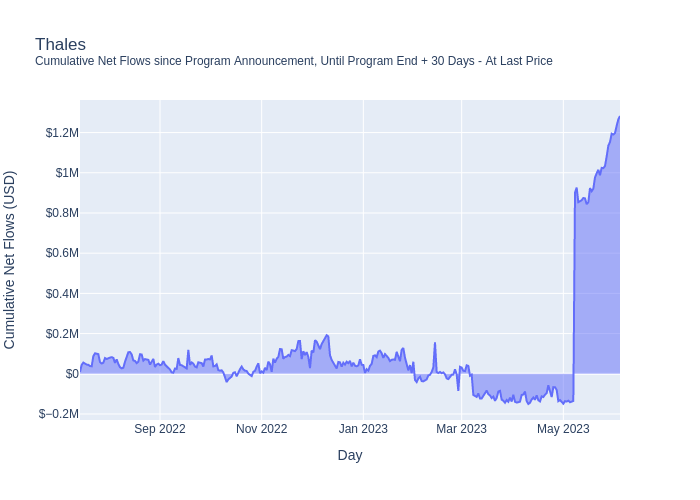 Thales
Cumulative Net Flows since Program Announcement, Until Program End + 30 Days - At Last Price
Cumulative Net Flows (USD)
$1.2M
$1M
$0.8M
$0.6M
$0.4M
$0.2M
$0
$−0.2M
Sep 2022
Nov 2022
Jan 2023
Mar 2023
May 2023
Day